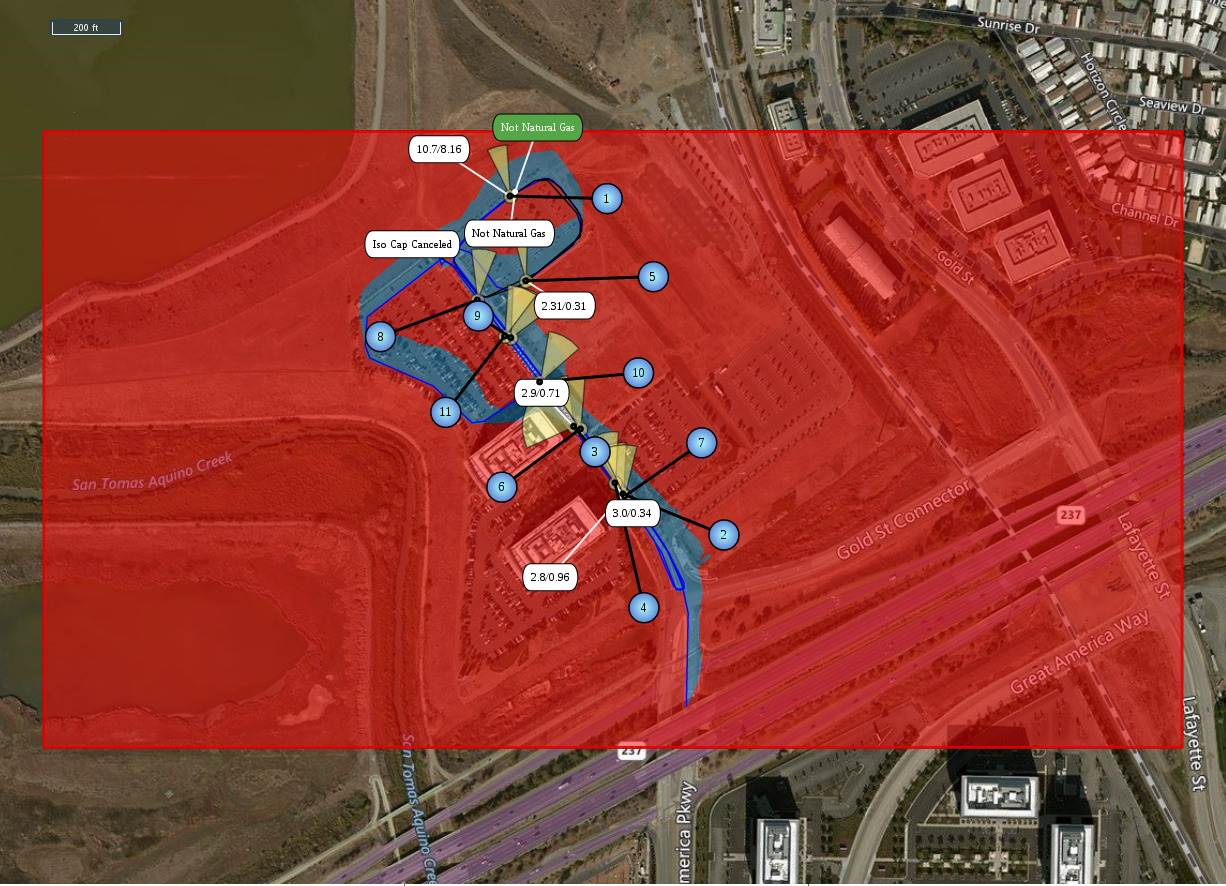 200 ft
Sunrise Dr
Horizon Circle
Seaview Dr
Not Natural Gas
10.7/8.16
1
Channel Dr
Not Natural Gas
Iso Cap Canceled
Gold St
5
2.31/0.31
9
8
10
2.9/0.71
11
7
3
San Tomas Aquino Creek
6
Gold St Connector
3.0/0.34
237
2
Lafayette St
2.8/0.96
4
Great America Way
237
Lafayette St
San Tomas Aquino Cree
merica Pkwy